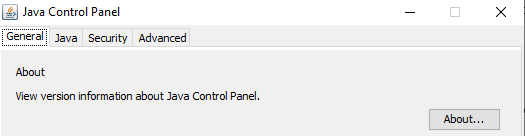 Java Control Panel
General Java Security Advanced
About
View version information about Java Control Panel.
About...